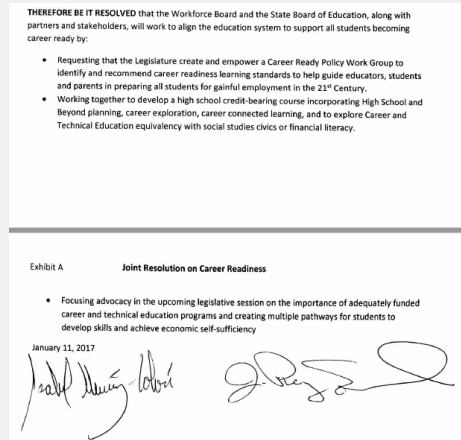 THEREFORE BE IT RESOLVED that the Workforce Board and the State Board of Education, along with
partners and stakeholders, will work to align the education system to support all students becoming
career ready by:
• Requesting that the Legislature create and empower a Career Ready Policy Work Group to
identify and recommend career readiness learning standards to help guide educators, students
and parents in preparing all students for gainful employment in the 21st Century.
• Working together to develop a high school credit-bearing course incorporating High School and
Beyond planning, career exploration, career connected learning, and to explore Career and
Technical Education equivalency with social studies civics or financial literacy.
Exhibit A Joint Resolution on Career Readiness
• Focusing advocacy in the upcoming legislative session on the importance of adequately funded
career and technical education programs and creating multiple pathways for students to
develop skills and achieve economic self-sufficiency
January 11, 2017